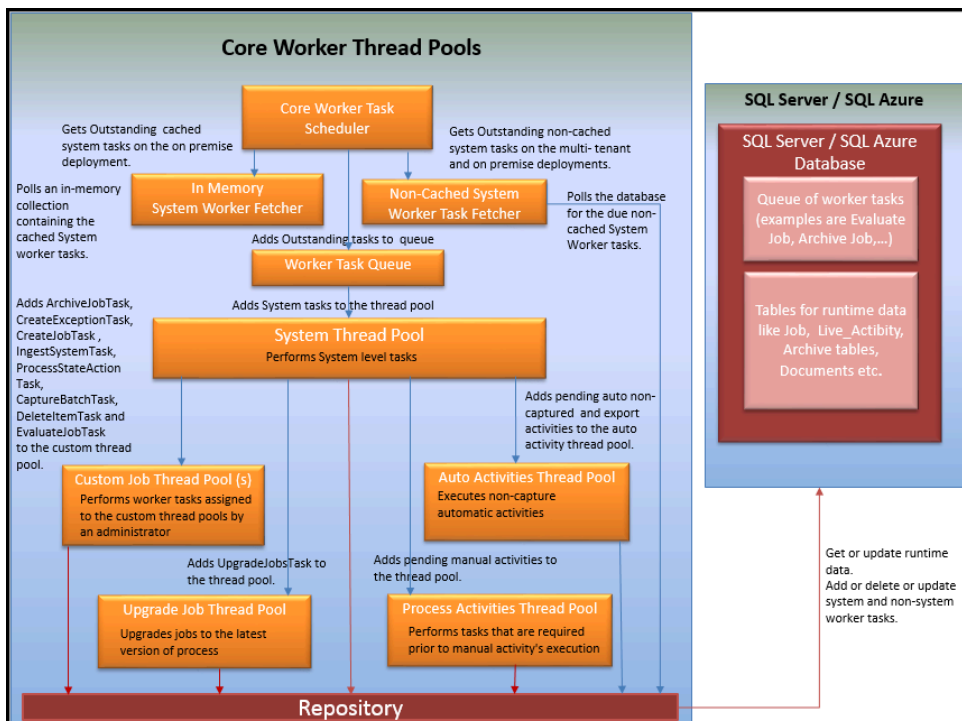 Core Worker Thread Pools
Core Worker Task
Scheduler
Gets Outstanding cached
system tasks on the on premise
deployment.
Gets Outstanding non-cached
system tasks on the multi- tenant
and on premise deployments.
Polls an in-memory
collection
containing the
cached System
worker tasks.
In Memory
System Worker Fetcher
Non-Cached System
Worker Task Fetcher
Polls the database
for the due non-
cached System
Worker tasks.
Adds Outstanding tasks to queue
Worker Task Queue
Adds System tasks to the thread pool
System Thread Pool
Performs System level tasks
Adds ArchiveJobTask,
CreateExceptionTask,
CreateJobTask ,
IngestSystemTask,
ProcessStateAction
Task,
CaptureBatchTask,
DeleteItemTask and
EvaluateJobTask
to the custom thread
pool.
Adds pending auto non-
captured and export
activities to the auto
activity thread pool.
Custom Job Thread Pool (s)
Performs worker tasks assigned
to the custom thread pools by
an administrator
Auto Activities Thread Pool
Executes non-capture
automatic activities
Adds UpgradeJobsTask to
the thread pool.
Adds pending manual activities to
the thread pool.
Upgrade Job Thread Pool
Upgrades jobs to the latest
version of process
Process Activities Thread Pool
Performs tasks that are required
prior to manual activity's execution
Repository
SQL Server / SQL Azure
SQL Server / SQL Azure
Database
Queue of worker tasks
(examples are Evaluate
Job, Archive Job,...)
Tables for runtime data
like Job, Live_Actibity,
Archive tables,
Documents etc.
Get or update runtime
data.
Add or delete or update
system and non-system
worker tasks.